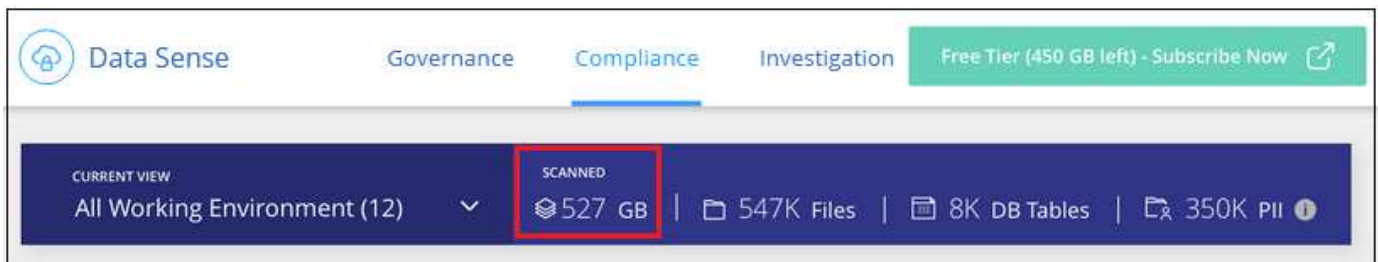 Data Sense Governance Compliance Investigation Free Tier (450 GB left) - Subscribe Now
CURRENT VIEW SCANNED
All Working Environment (12) 527 GB | 547K Files | 8K DB Tables | 350K PII